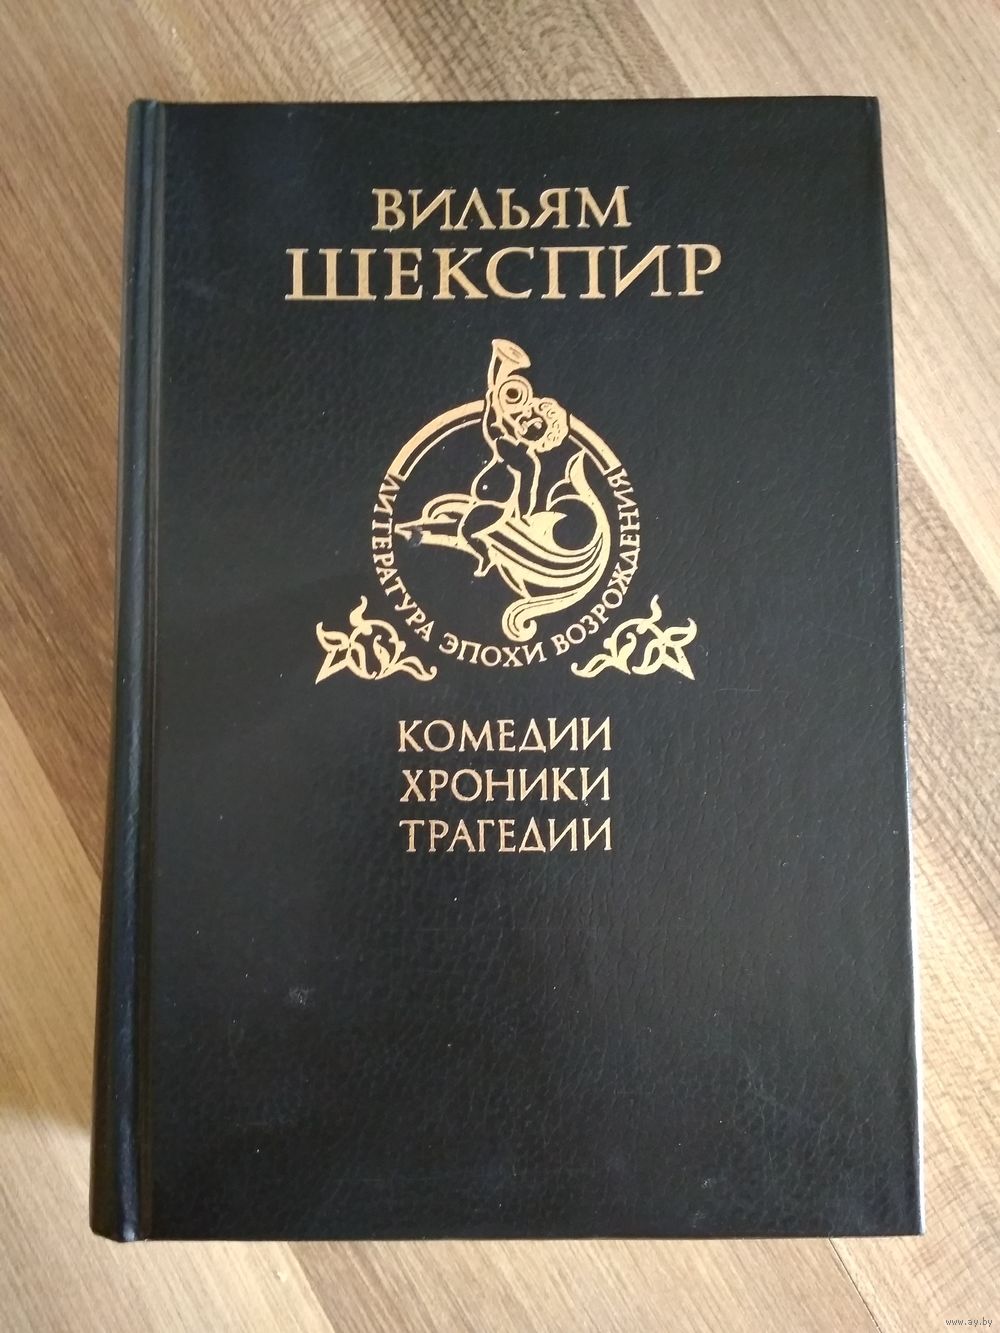 ВИЛЬЯМ
ШЕКСПИР
ЛИТЕРАТУРА ЭПОХИ ВОЗРОЖДЕНИЯ
КОМЕДИИ
ХРОНИКИ
ТРАГЕДИИ
www.ay.by